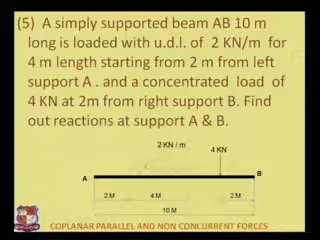 (5) A simply supported beam AB 10 m
long is loaded with u.d.l. of 2 KN/m for
4 m length starting from 2 m from left
support A . and a concentrated load of
4 KN at 2m from right support B. Find
out reactions at support A & B.
2 KN / m
4 KN
A
B
2 M
4 M
2 M
10 M
COPLANAR PARALLEL AND NON CONCURRENT FORCES